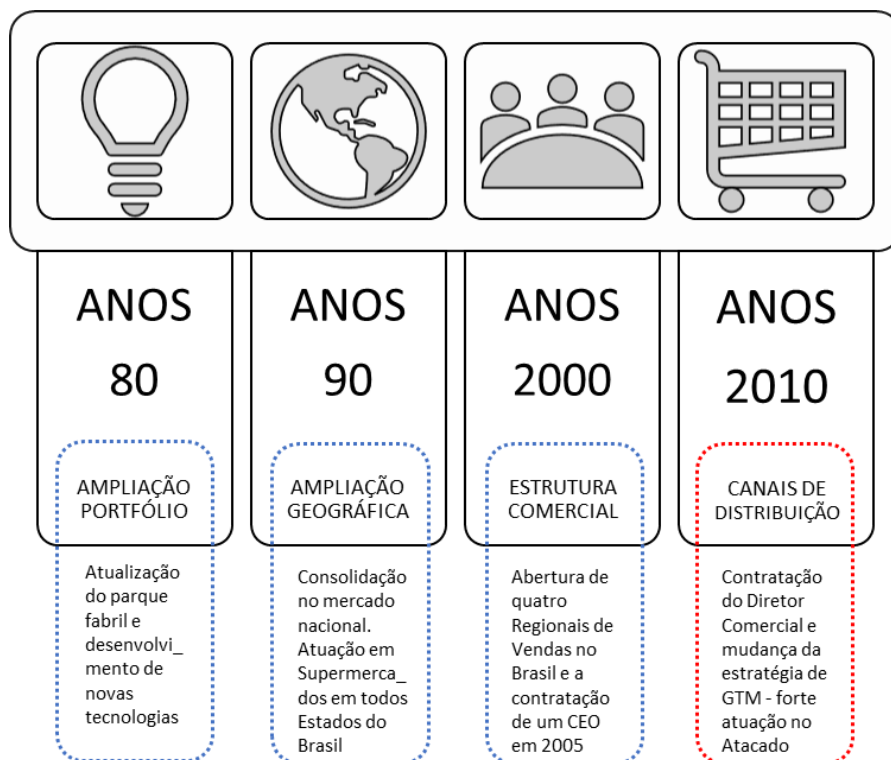 ANOS
80
AMPLIAÇÃO
PORTFÓLIO
Atualização
do parque
fabril e
desenvolvi_
mento de
novas
tecnologias
ANOS
90
AMPLIAÇÃO
GEOGRÁFICA
Consolidação
no mercado
nacional.
Atuação em
Supermerca_
dos em todos
Estados do
Brasil
ANOS
2000
ESTRUTURA
COMERCIAL
Abertura de
quatro
Regionais de
Vendas no
Brasil e a
contratação
de um CEO
em 2005
ANOS
2010
CANAIS DE
DISTRIBUIÇÃO
Contratação
do Diretor
Comercial e
mudança da
estratégia de
GTM - forte
atuação no
Atacado